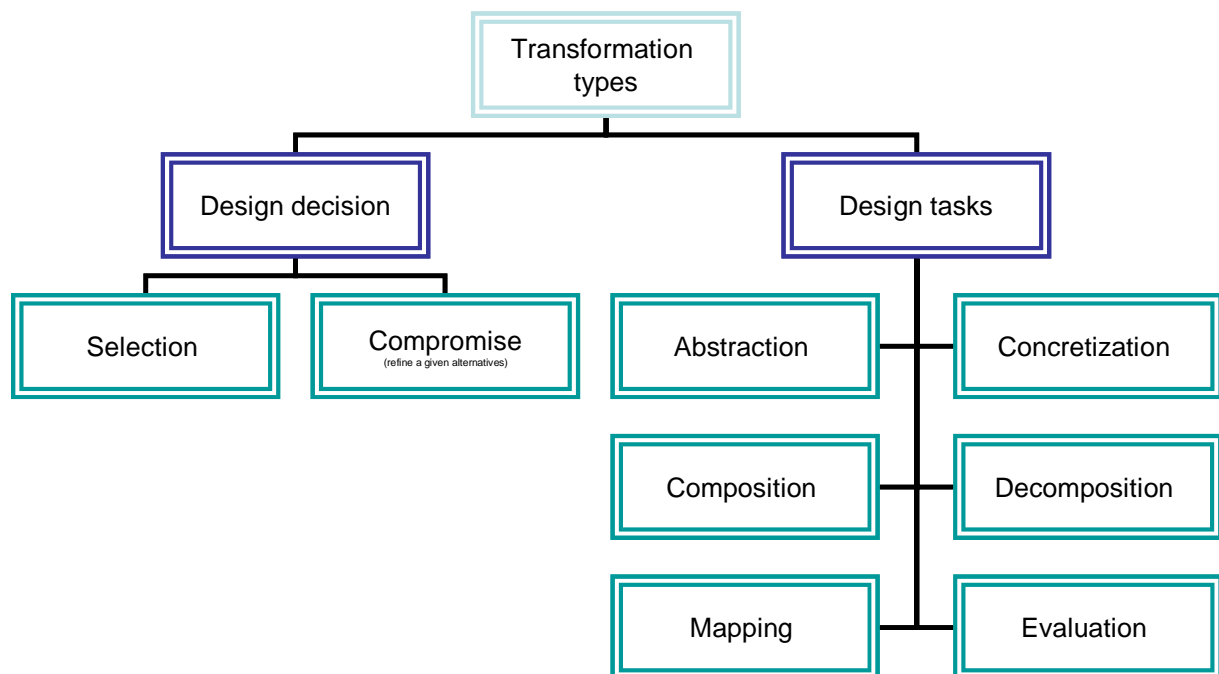 Transformation
types
Design decision
Design tasks
Selection
Compromise
(refine a given alternatives)
Abstraction
Concretization
Composition
Decomposition
Mapping
Evaluation